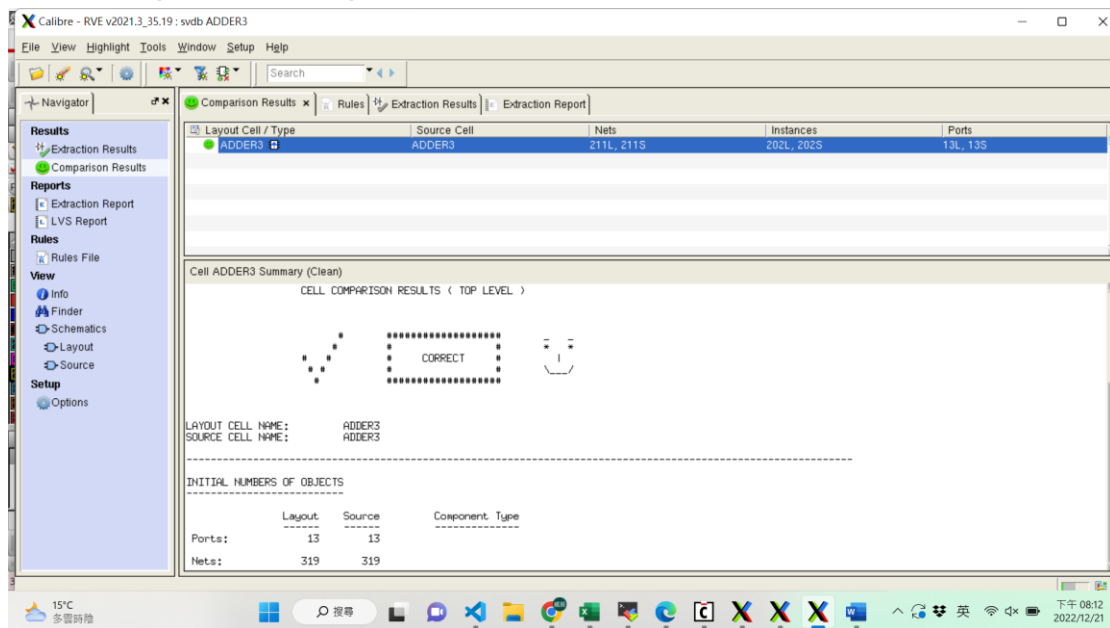 Calibre - RVE v2021.3_35.19 : svdb ADDER3
File View Highlight Tools Window Setup Help
Search
Navigator
Comparison Results Rules Extraction Results Extraction Report
Results
Extraction Results
Comparison Results
Reports
Extraction Report
LVS Report
Rules
Rules File
View
Info
Finder
Schematics
Layout
Source
Setup
Options
Layout Cell / Type Source Cell Nets Instances Ports
ADDER3 ADDER3 211L, 211S 202L, 202S 13L, 13S
Cell ADDER3 Summary (Clean)
CELL COMPARISON RESULTS ( TOP LEVEL )
CORRECT
LAYOUT CELL NAME: ADDER3
SOURCE CELL NAME: ADDER3
INITIAL NUMBERS OF OBJECTS
Layout Source Component Type
Ports: 13 13
Nets: 319 319
15°C
多雲時陰
搜尋
英
下午 08:12
2022/12/21